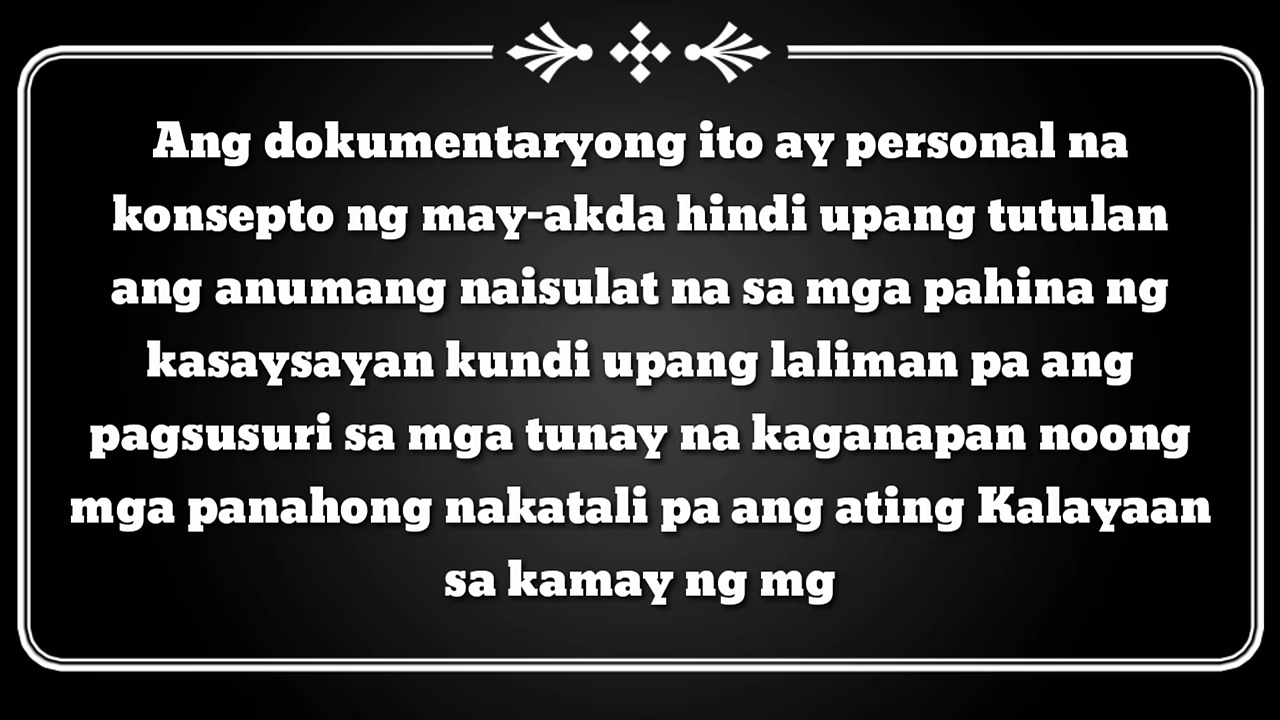 Ang dokumentaryong ito ay personal na
konsepto ng may-akda hindi upang tutulan
ang anumang naisulat na sa mga pahina ng
kasaysayan kundi upang laliman pa ang
pagsusuri sa mga tunay na kaganapan noong
mga panahong nakatali pa ang ating Kalayaan
sa kamay ng mg